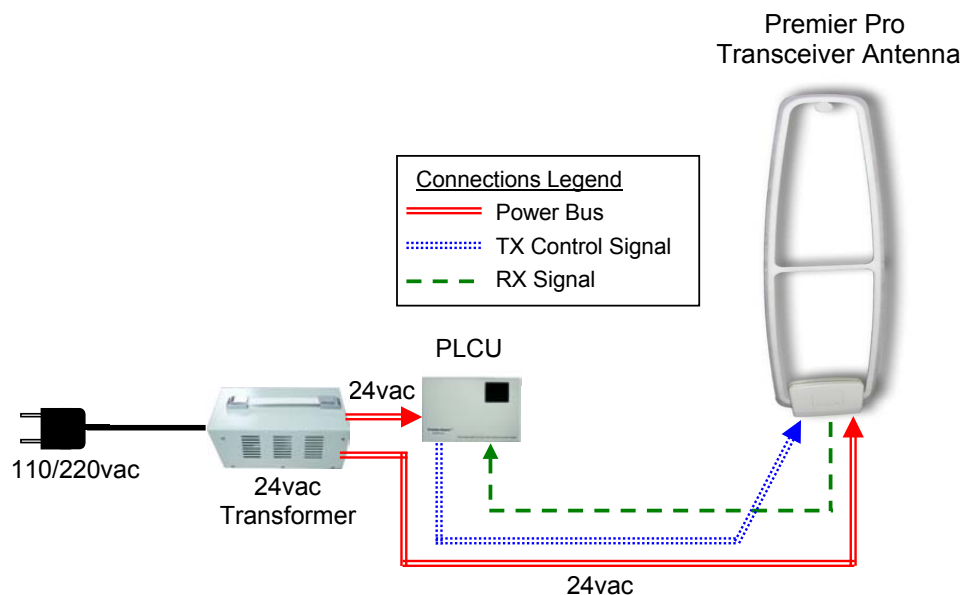 Premier Pro
Transceiver Antenna
Connections Legend
Power Bus
TX Control Signal
RX Signal
PLCU
24vac
110/220vac
24vac
Transformer
24vac